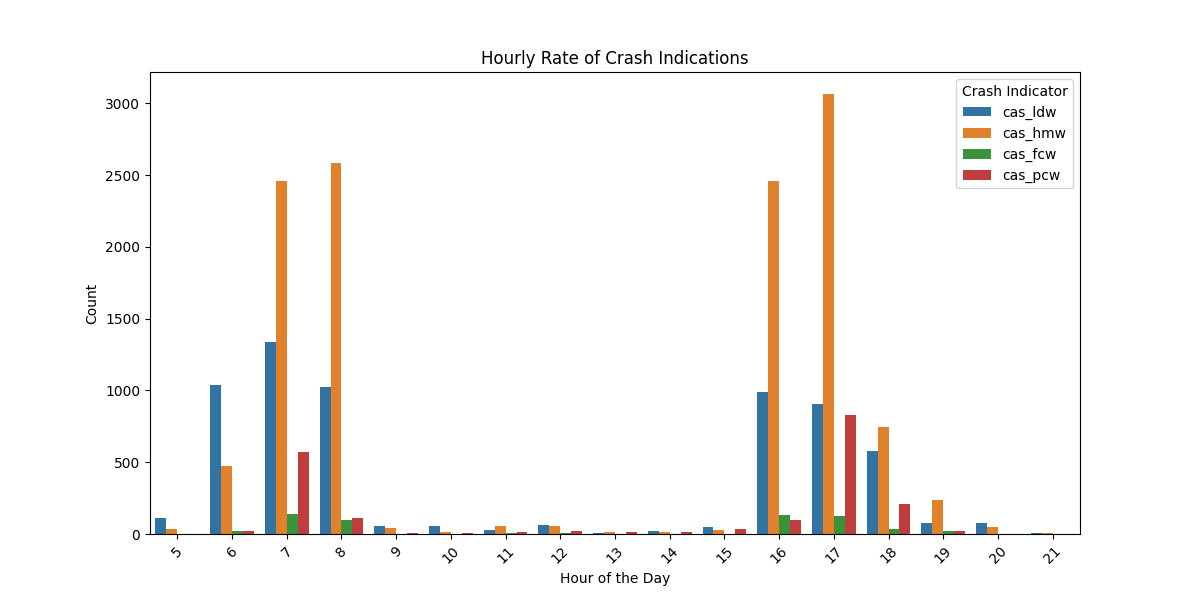 Hourly Rate of Crash Indications
Crash Indicator
cas_ldw
cas_hmw
cas_fcw
cas_pcw
3000
2500
2000
1500
1000
500
0
Count
5 6 7 8 9 10 11 12 13 14 15 16 17 18 19 20 21
Hour of the Day